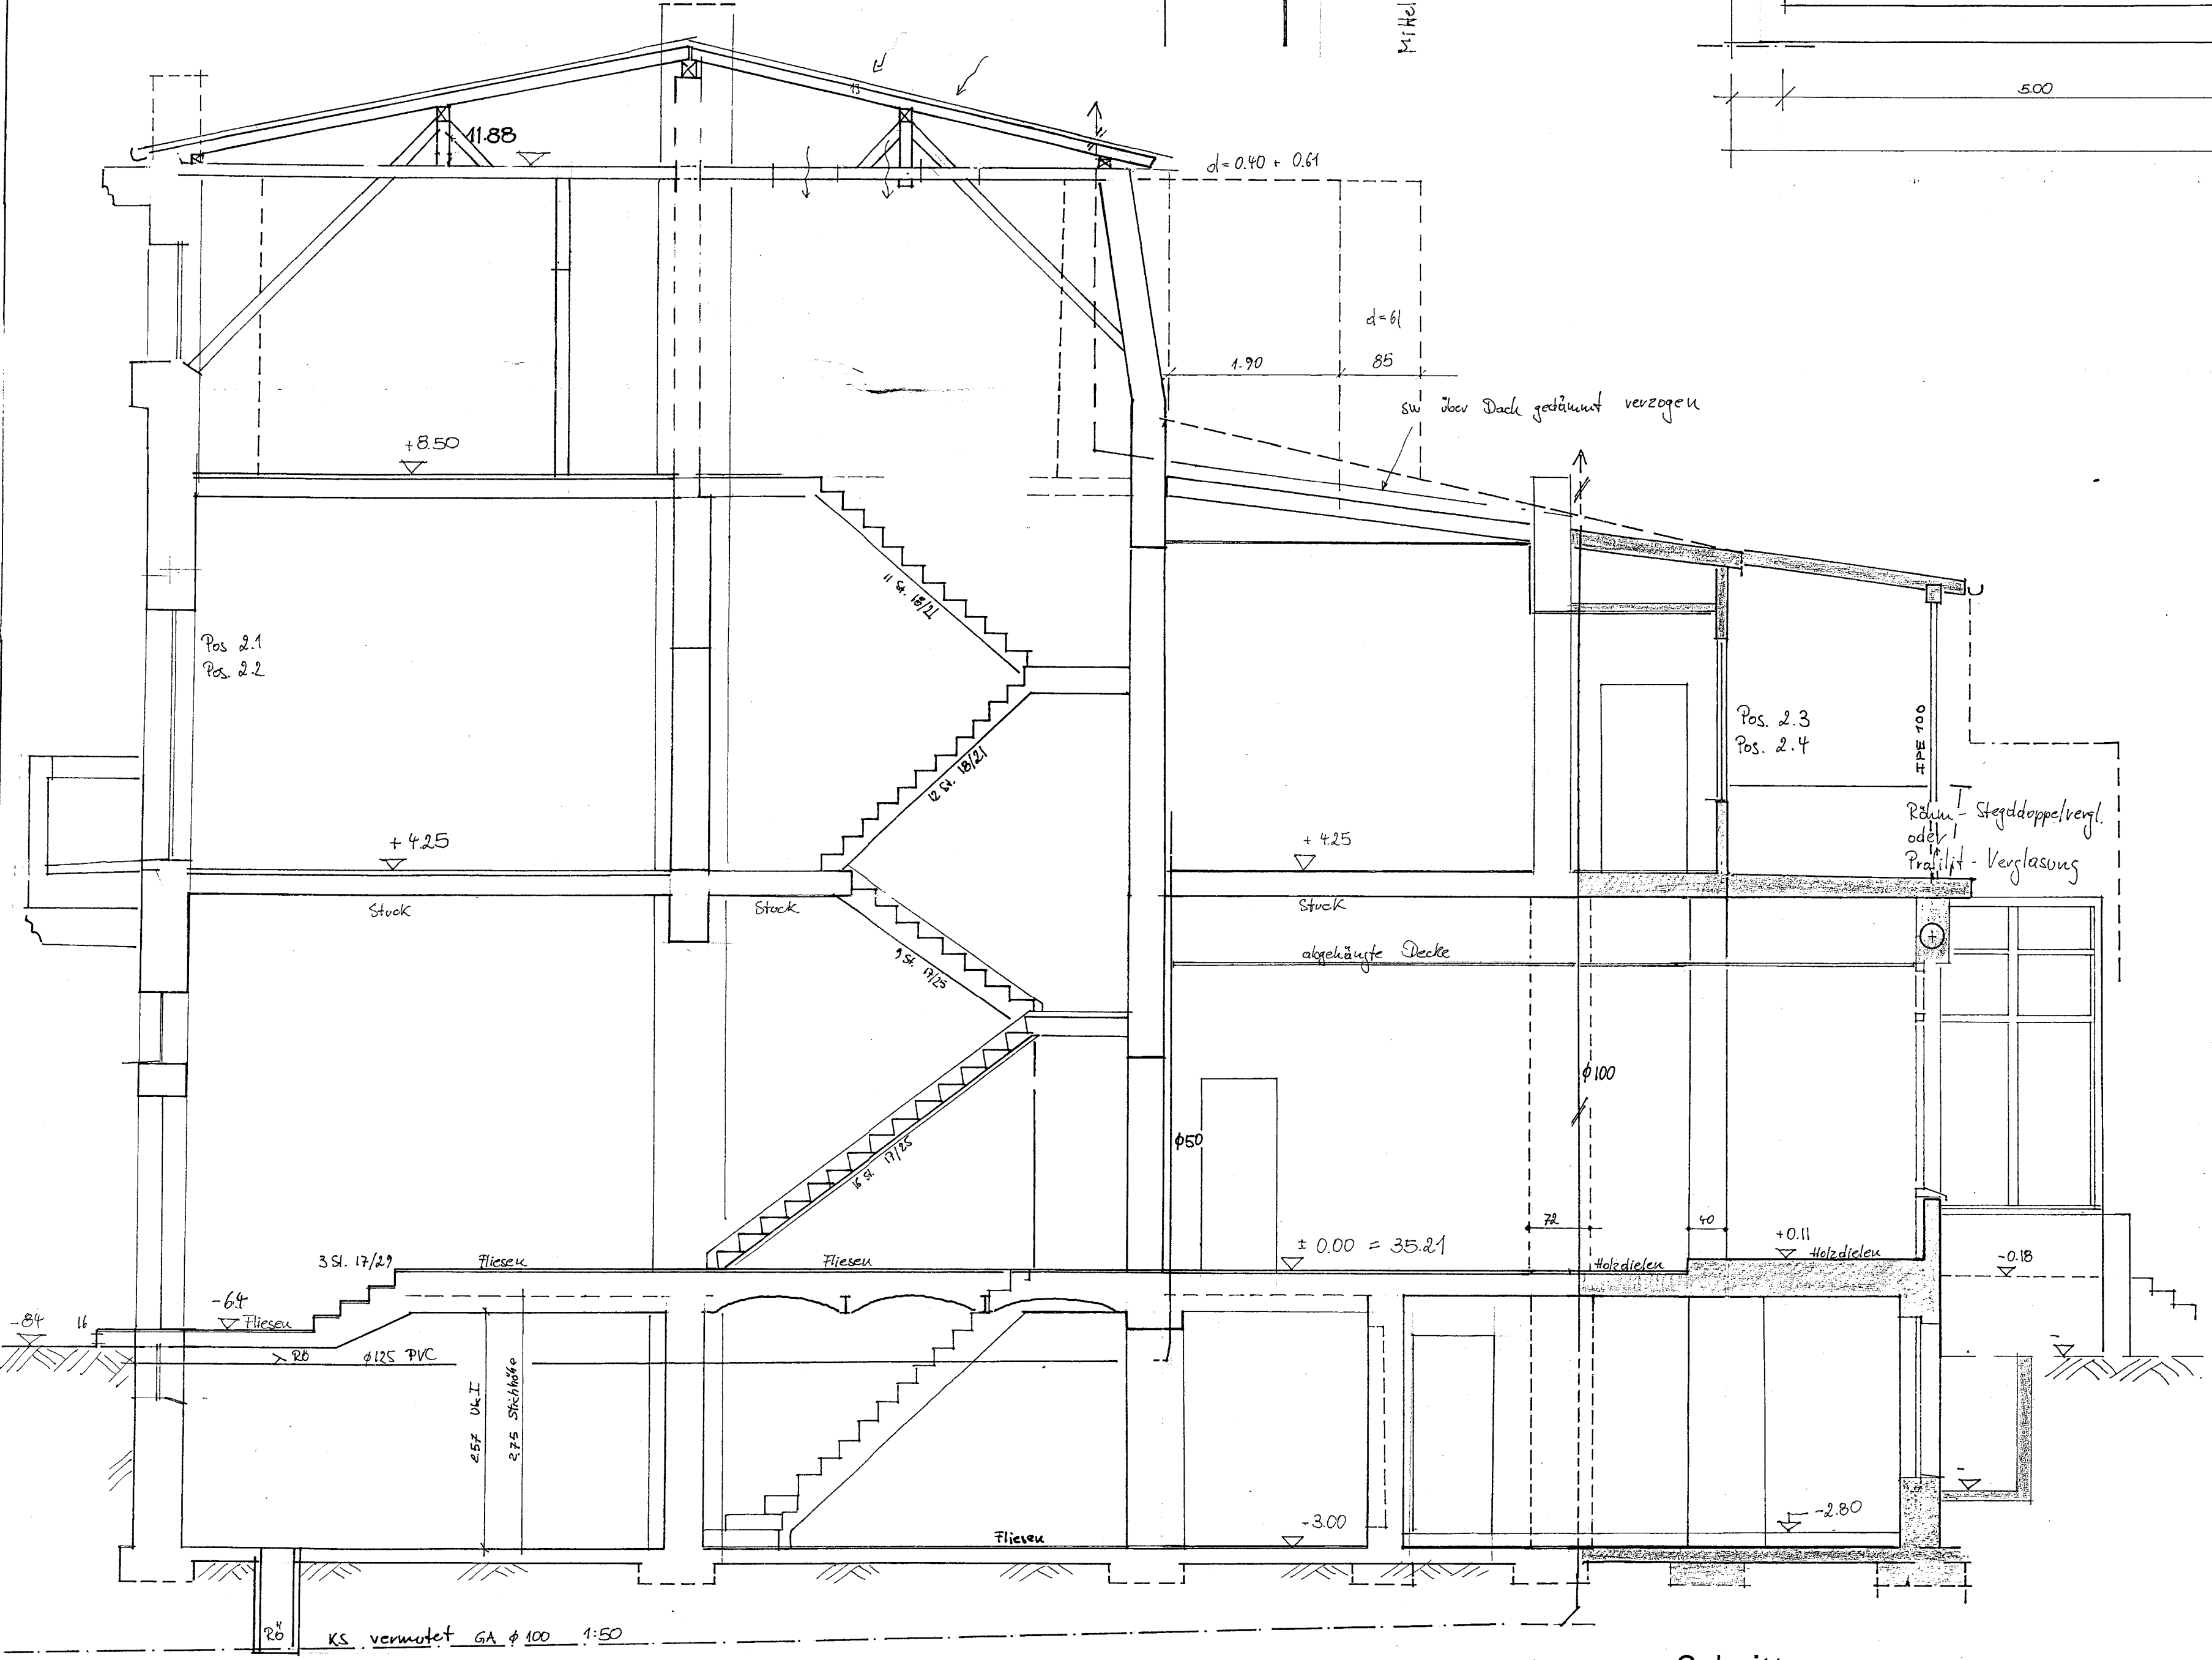 Mittel
5.00
13
11.88
d= 0.40 + 0.61
d=61
1.90
85
SW über Dach gedämmt verzogen
+8.50
11 St. 18/21
Pos 2.1
Pos. 2.2
Pos. 2.3
Pos. 2.4
IPE 100
12 St. 18/21
Röhm - Stegddoppelvergl.
oder
Profilit - Verglasung
+ 4.25
+ 4.25
Stuck
Stuck
Stuck
abgehängte Decke
9 St. 17/25
ϕ100
ϕ50
16 St. 17/25
72
40
+0.11
± 0.00 = 35.21
Holzdielen
Holzdielen
-0.18
3 St. 17/29
Fliesen
Fliesen
-64
Fliesen
-84
16
Rö
ϕ125 PVC
2.57 Uk. I
2.75 Stichhöhe
-3.00
-2.80
Fliesen
Rö
KS vermutet GA ϕ 100 1:50